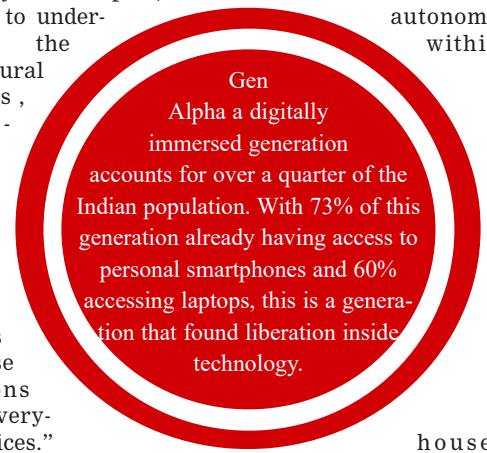 to under-
the
ural
s ,
-
Gen
Alpha a digitally
immersed generation
accounts for over a quarter of the
Indian population. With 73% of this
generation already having access to
personal smartphones and 60%
accessing laptops, this is a genera-
tion that found liberation inside
technology.
se
ons
very-
ices.”
autonom
withi
house